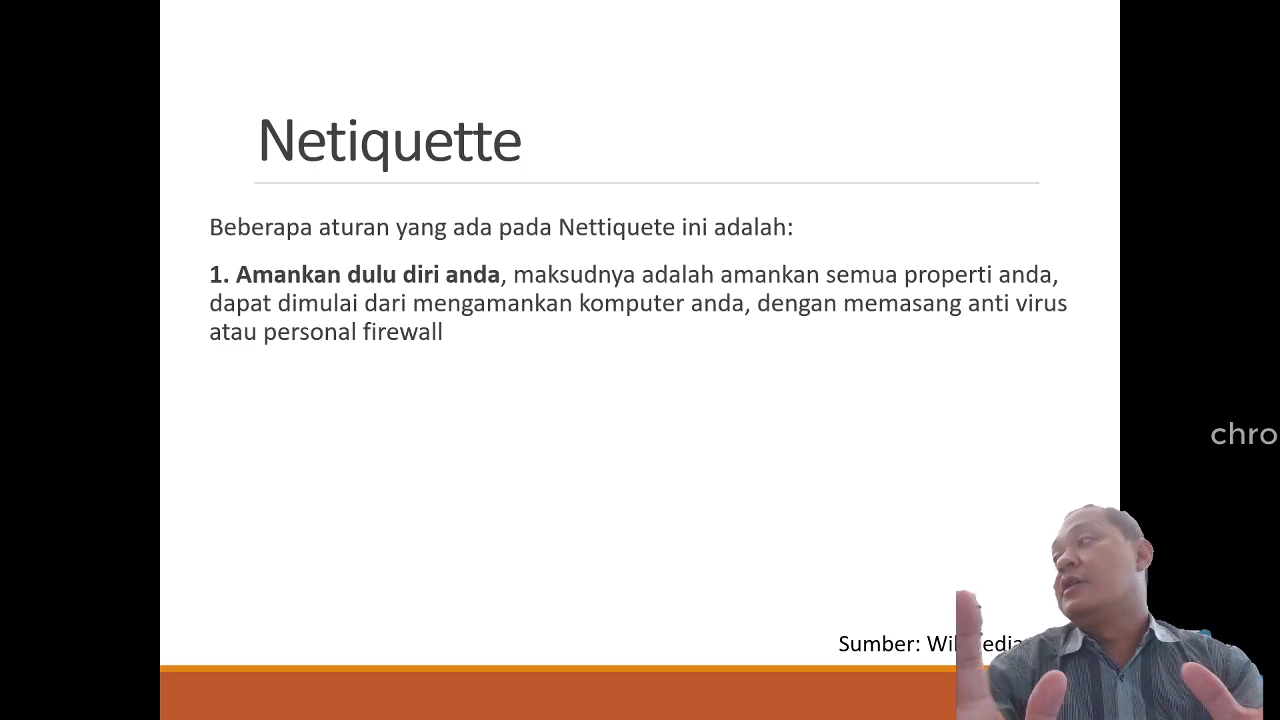 Netiquette
Beberapa aturan yang ada pada Nettiquete ini adalah:
1. Amankan dulu diri anda, maksudnya adalah amankan semua properti anda,
dapat dimulai dari mengamankan komputer anda, dengan memasang anti virus
atau personal firewall
chro
Sumber: